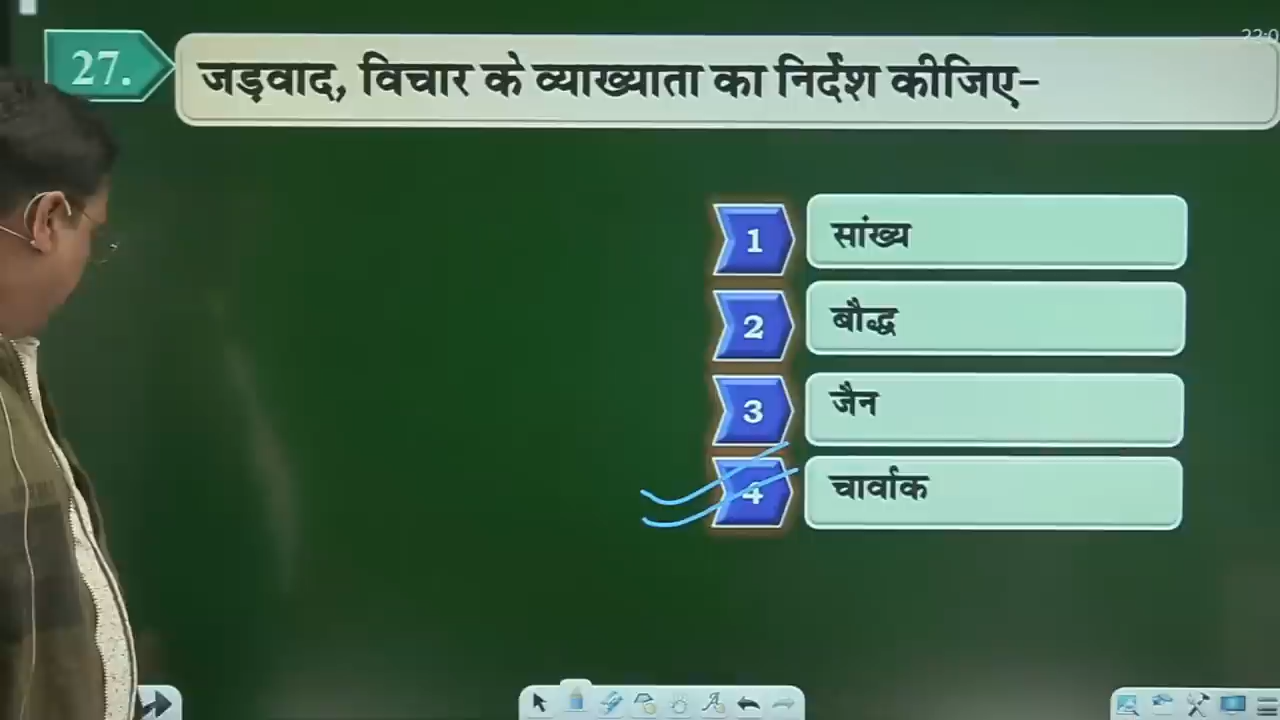 27.
जड़वाद, विचार के व्याख्याता का निर्देश कीजिए-
1 सांख्य
2 बौद्ध
3 जैन
4 चार्वाक